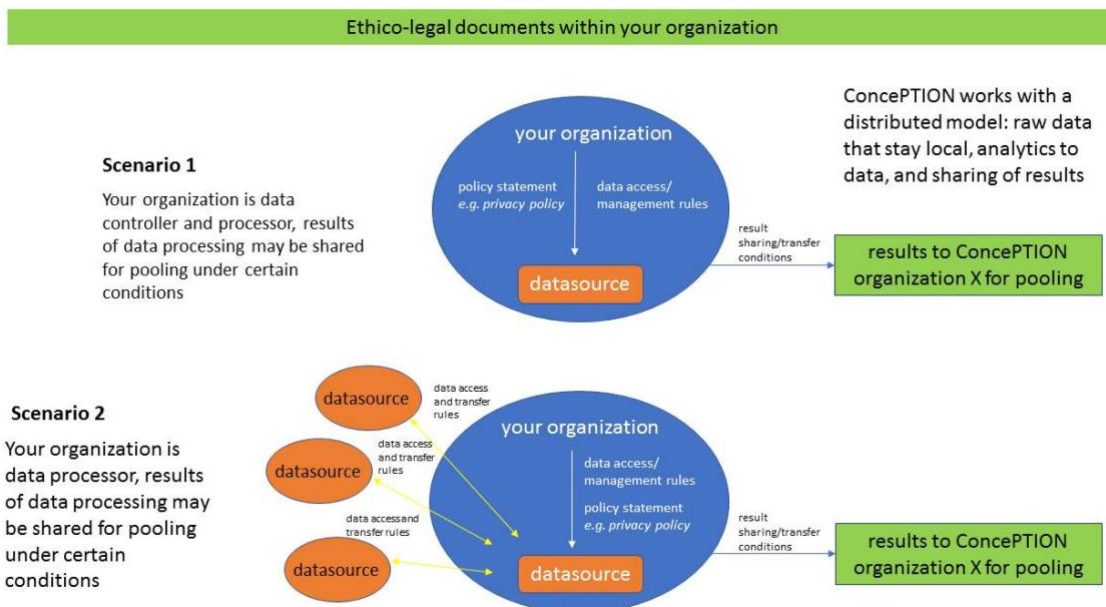 Ethico-legal documents within your organization
ConcePTION works with a
distributed model: raw data
that stay local, analytics to
data, and sharing of results
Scenario 1
Your organization is data
controller and processor, results
of data processing may be shared
for pooling under certain
conditions
your organization
policy statement
e.g. privacy policy
data access/
management rules
datasource
result
sharing/transfer
conditions
results to ConcePTION
organization X for pooling
Scenario 2
Your organization is
data processor, results
of data processing may
be shared for pooling
under certain
conditions
datasource
data access
and transfer
rules
datasource
data access
and transfer
rules
datasource
data access and
transfer rules
your organization
data access/
management rules
policy statement
e.g. privacy policy
datasource
result
sharing/transfer
conditions
results to ConcePTION
organization X for pooling